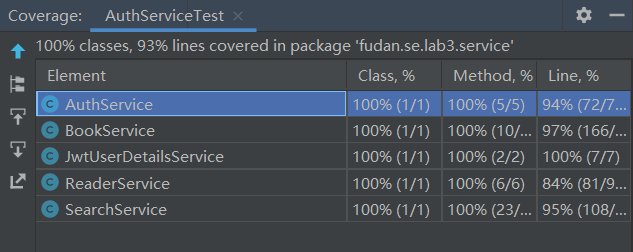 Coverage: AuthServiceTest ×
100% classes, 93% lines covered in package 'fudan.se.lab3.service'
Element Class, % Method, % Line, %
AuthService 100% (1/1) 100% (5/5) 94% (72/7...
BookService 100% (1/1) 100% (10/... 97% (166/...
JwtUserDetailsService 100% (1/1) 100% (2/2) 100% (7/7)
ReaderService 100% (1/1) 100% (6/6) 84% (81/9...
SearchService 100% (1/1) 100% (23/... 95% (108/...